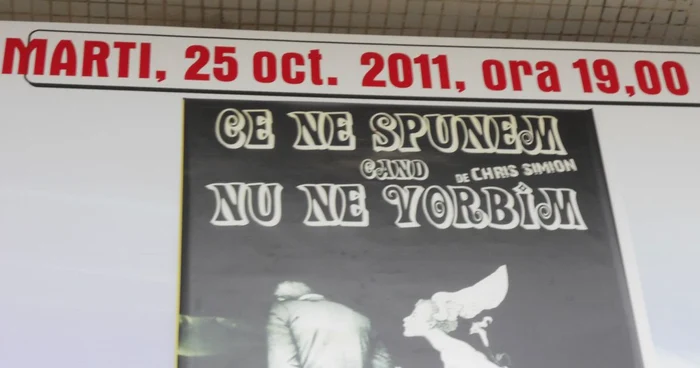 MARTI, 25 oct. 2011, ora 19,00
CE NE SPUNEM
CAND DE CHRIS SIMION
NU NE VORBÎM